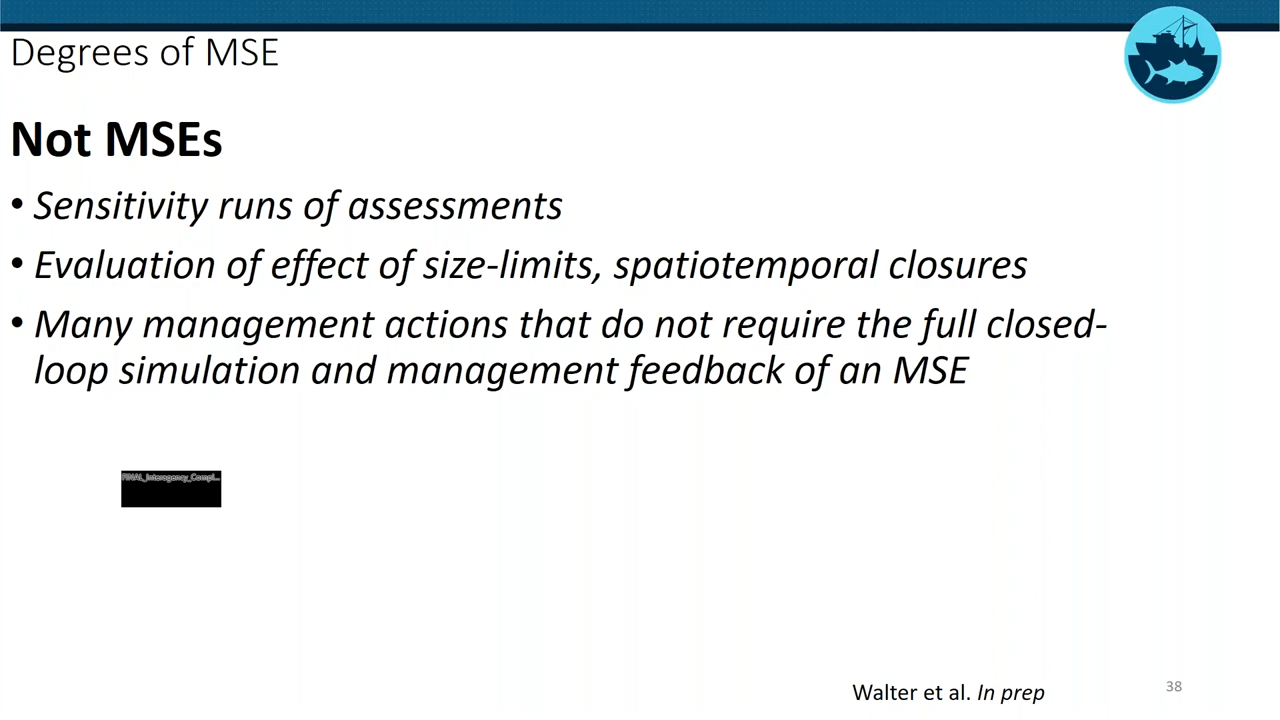 Degrees of MSE
Not MSEs
• Sensitivity runs of assessments
• Evaluation of effect of size-limits, spatiotemporal closures
• Many management actions that do not require the full closed-
loop simulation and management feedback of an MSE
FINAL_Interagency_Compl...
Walter et al. In prep
38